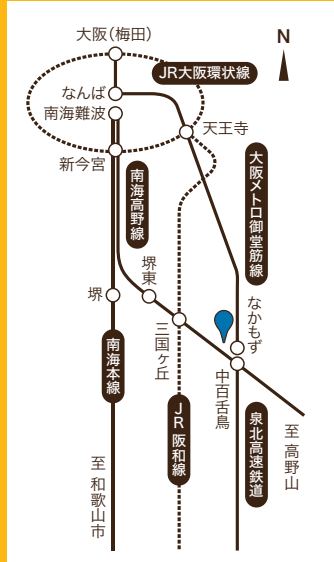 大阪(梅田)
N
JR大阪環状線
なんば
南海難波
天王寺
新今宮
大阪メトロ御堂筋線
南海高野線
堺東
堺
なかもず
三国ヶ丘
南海本線
中百舌鳥
JR阪和線
泉北高速鉄道
至 高野山
至 和歌山市